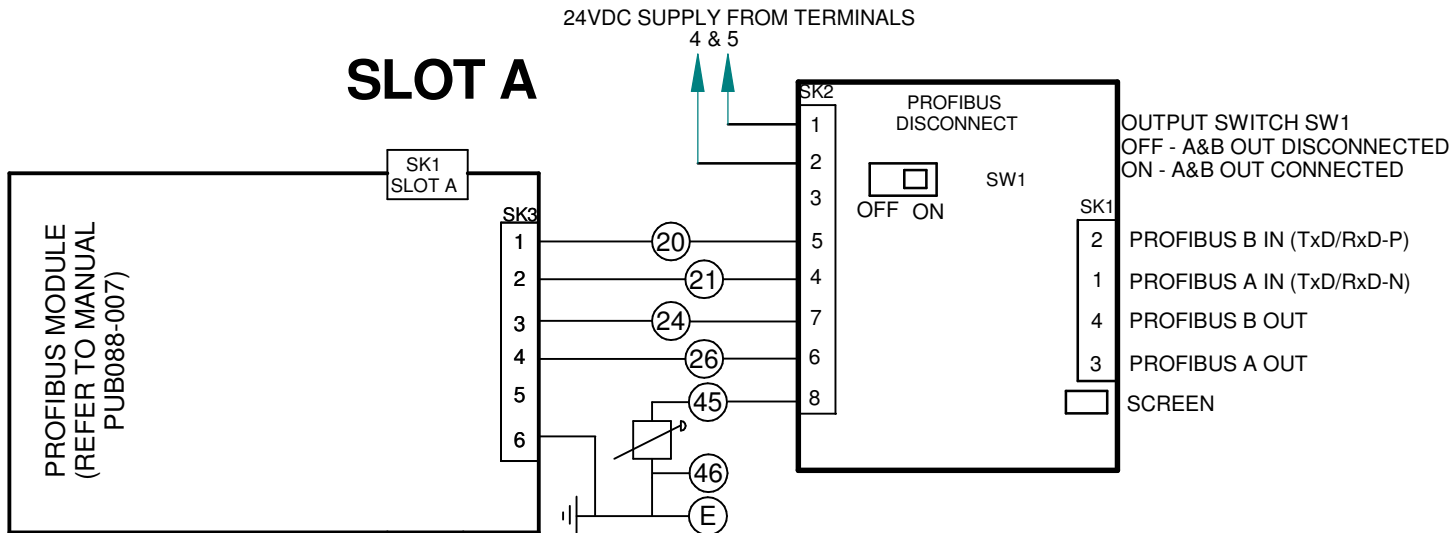 24VDC SUPPLY FROM TERMINALS
4 & 5
SLOT A
SK1
SLOT A
PROFIBUS MODULE
(REFER TO MANUAL
PUB088-007)
SK3
1
2
3
4
5
6
20
21
24
26
45
46
E
SK2
1
2
3
5
4
7
6
8
PROFIBUS
DISCONNECT
SW1
OFF ON
OUTPUT SWITCH SW1
OFF - A&B OUT DISCONNECTED
ON - A&B OUT CONNECTED
SK1
2 PROFIBUS B IN (TxD/RxD-P)
1 PROFIBUS A IN (TxD/RxD-N)
4 PROFIBUS B OUT
3 PROFIBUS A OUT
SCREEN